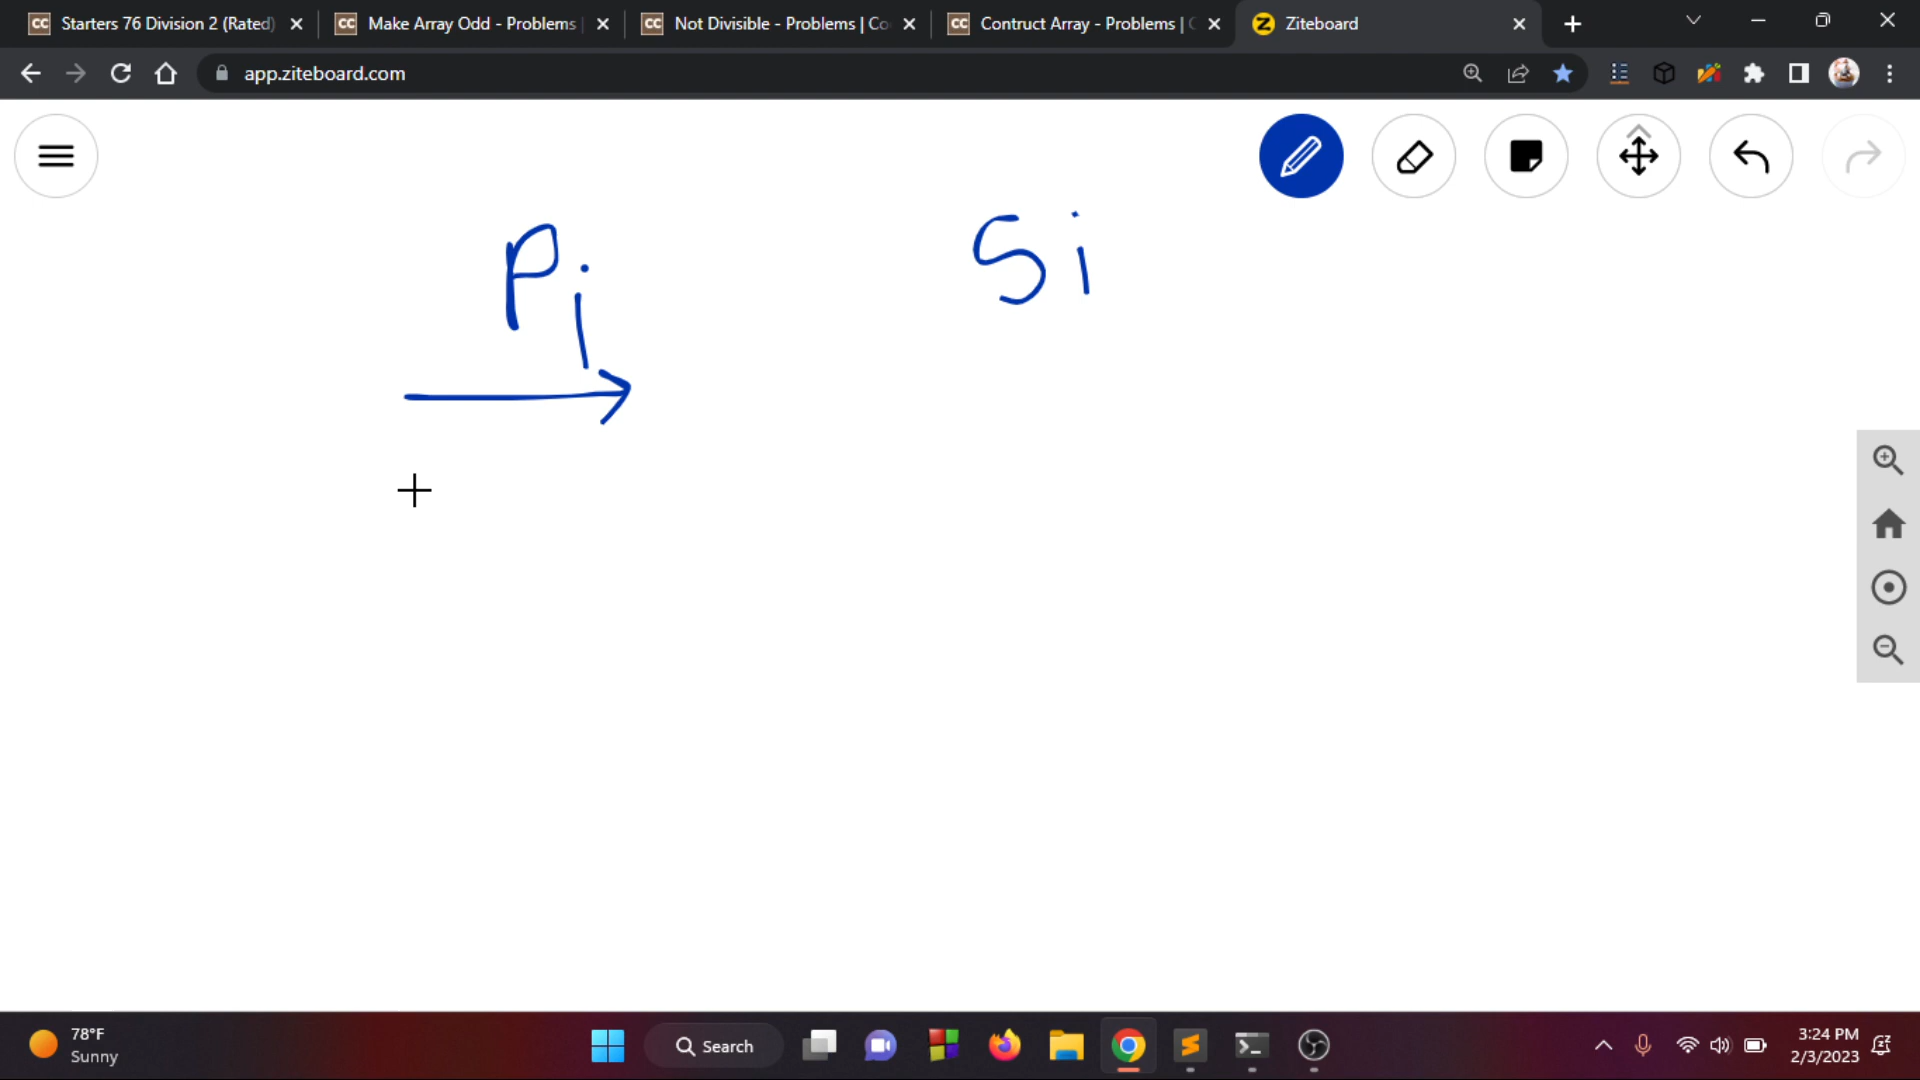 Starters 76 Division 2 (Rated)
Make Array Odd - Problems
Not Divisible - Problems | Co
Contruct Array - Problems | C
Ziteboard
app.ziteboard.com
Pi
Si
78°F
Sunny
Search
3:24 PM
2/3/2023